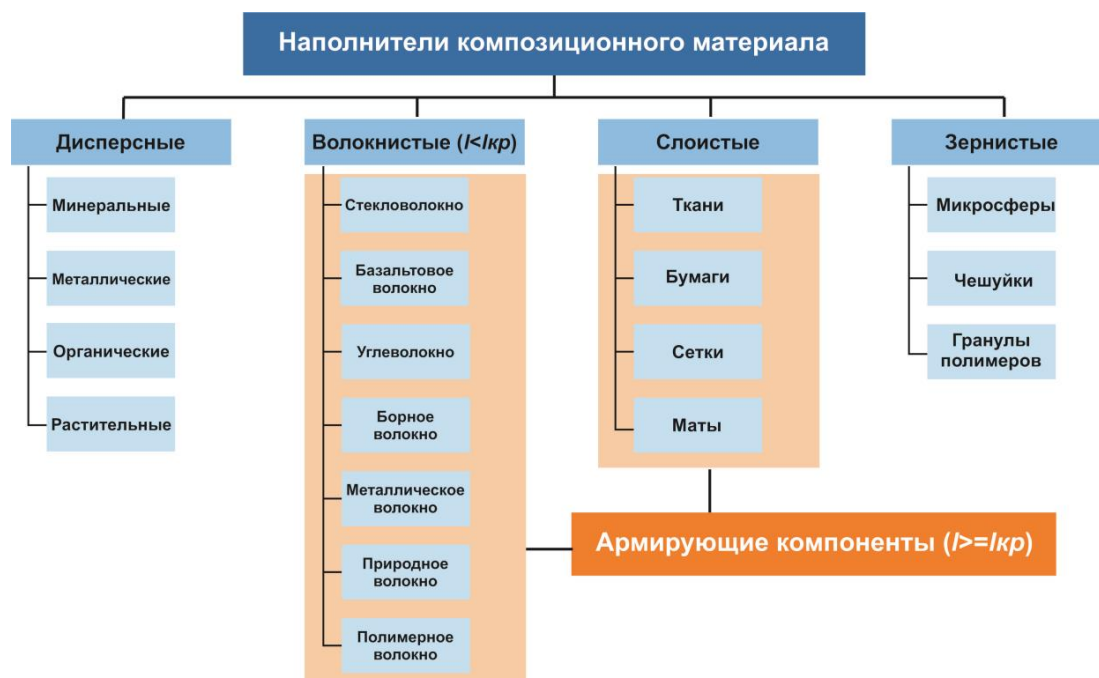 Наполнители композиционного материала
Дисперсные
Минеральные
Металлические
Органические
Растительные
Волокнистые (l<lкр)
Стекловолокно
Базальтовое
волокно
Углеволокно
Борное
волокно
Металлическое
волокно
Природное
волокно
Полимерное
волокно
Слоистые
Ткани
Бумаги
Сетки
Маты
Зернистые
Микросферы
Чешуйки
Гранулы
полимеров
Армирующие компоненты (l>=lкр)